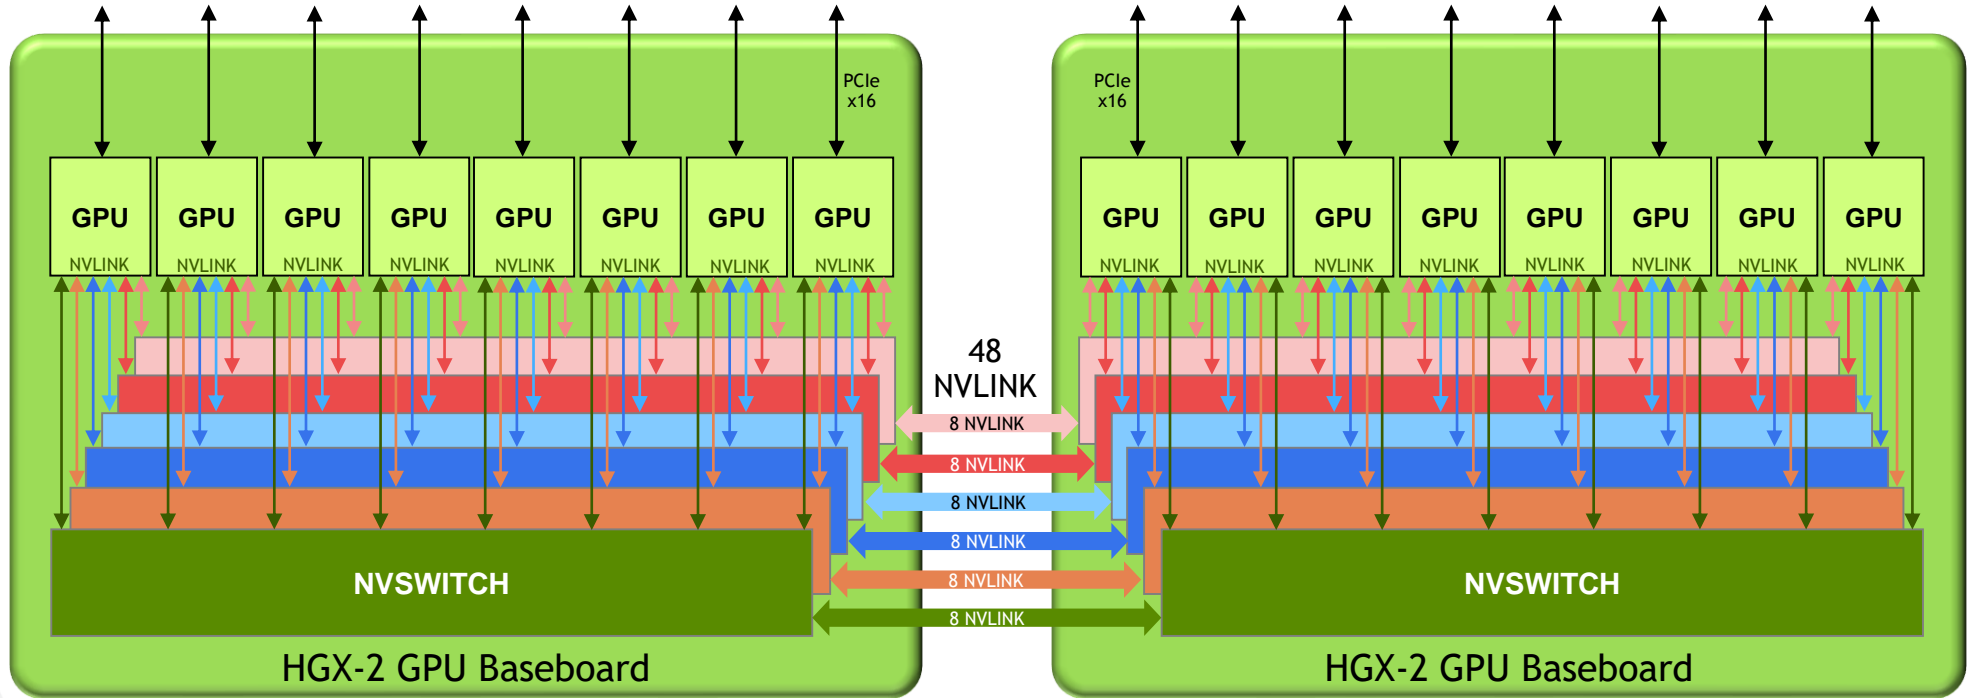 PCIe
x16
PCIe
x16
GPU GPU GPU GPU GPU GPU GPU GPU
NVLINK NVLINK NVLINK NVLINK NVLINK NVLINK NVLINK NVLINK
GPU GPU GPU GPU GPU GPU GPU GPU
NVLINK NVLINK NVLINK NVLINK NVLINK NVLINK NVLINK NVLINK
48
NVLINK
8 NVLINK
8 NVLINK
8 NVLINK
8 NVLINK
8 NVLINK
8 NVLINK
NVSWITCH
NVSWITCH
HGX-2 GPU Baseboard
HGX-2 GPU Baseboard